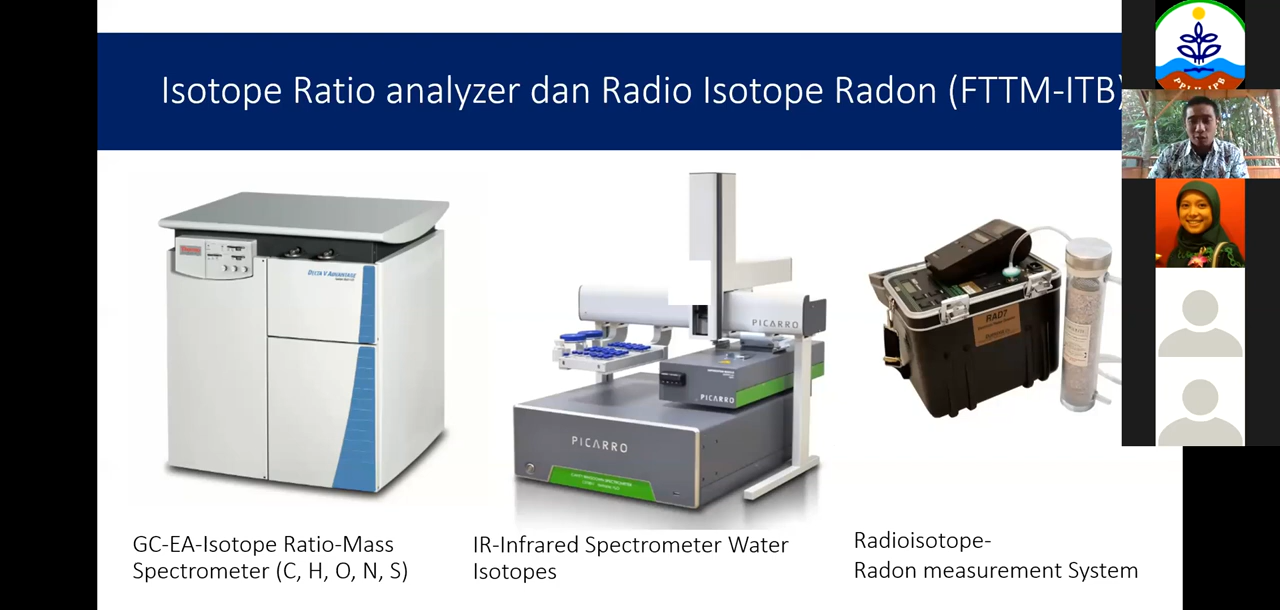 Isotope Ratio analyzer dan Radio Isotope Radon (FTTM-ITB)
DELTA V ADVANTAGE
PICARRO
PICARRO
PICARRO
RAD7
GC-EA-Isotope Ratio-Mass
Spectrometer (C, H, O, N, S)
IR-Infrared Spectrometer Water
Isotopes
Radioisotope-
Radon measurement System